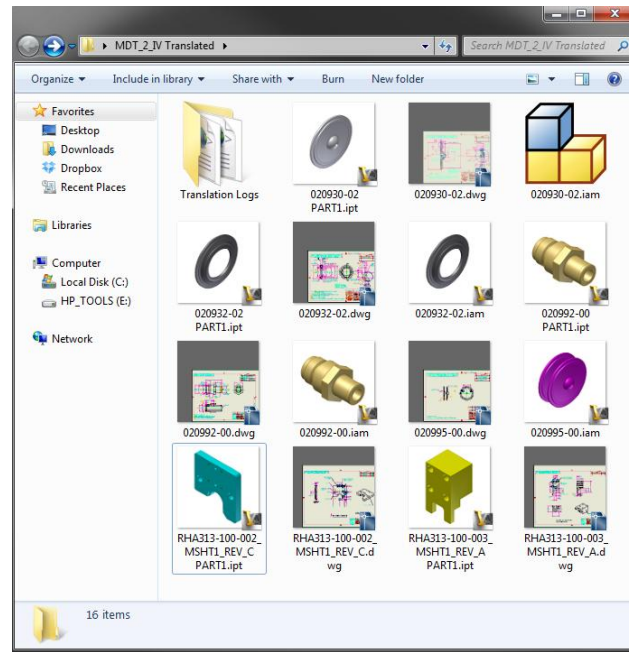 MDT_2_IV Translated
Search MDT_2_IV Translated
Organize Include in library Share with Burn New folder
Favorites
Desktop
Downloads
Dropbox
Recent Places
Libraries
Computer
Local Disk (C:)
HP_TOOLS (E:)
Network
Translation Logs
020930-02
PART1.ipt
020930-02.dwg
020930-02.iam
020932-02
PART1.ipt
020932-02.dwg
020932-02.iam
020992-00
PART1.ipt
020992-00.dwg
020992-00.iam
020995-00.dwg
020995-00.iam
RHA313-100-002_
MSHT1_REV_C
PART1.ipt
RHA313-100-002_
MSHT1_REV_C.d
wg
RHA313-100-003_
MSHT1_REV_A
PART1.ipt
RHA313-100-003_
MSHT1_REV_A.d
wg
16 items